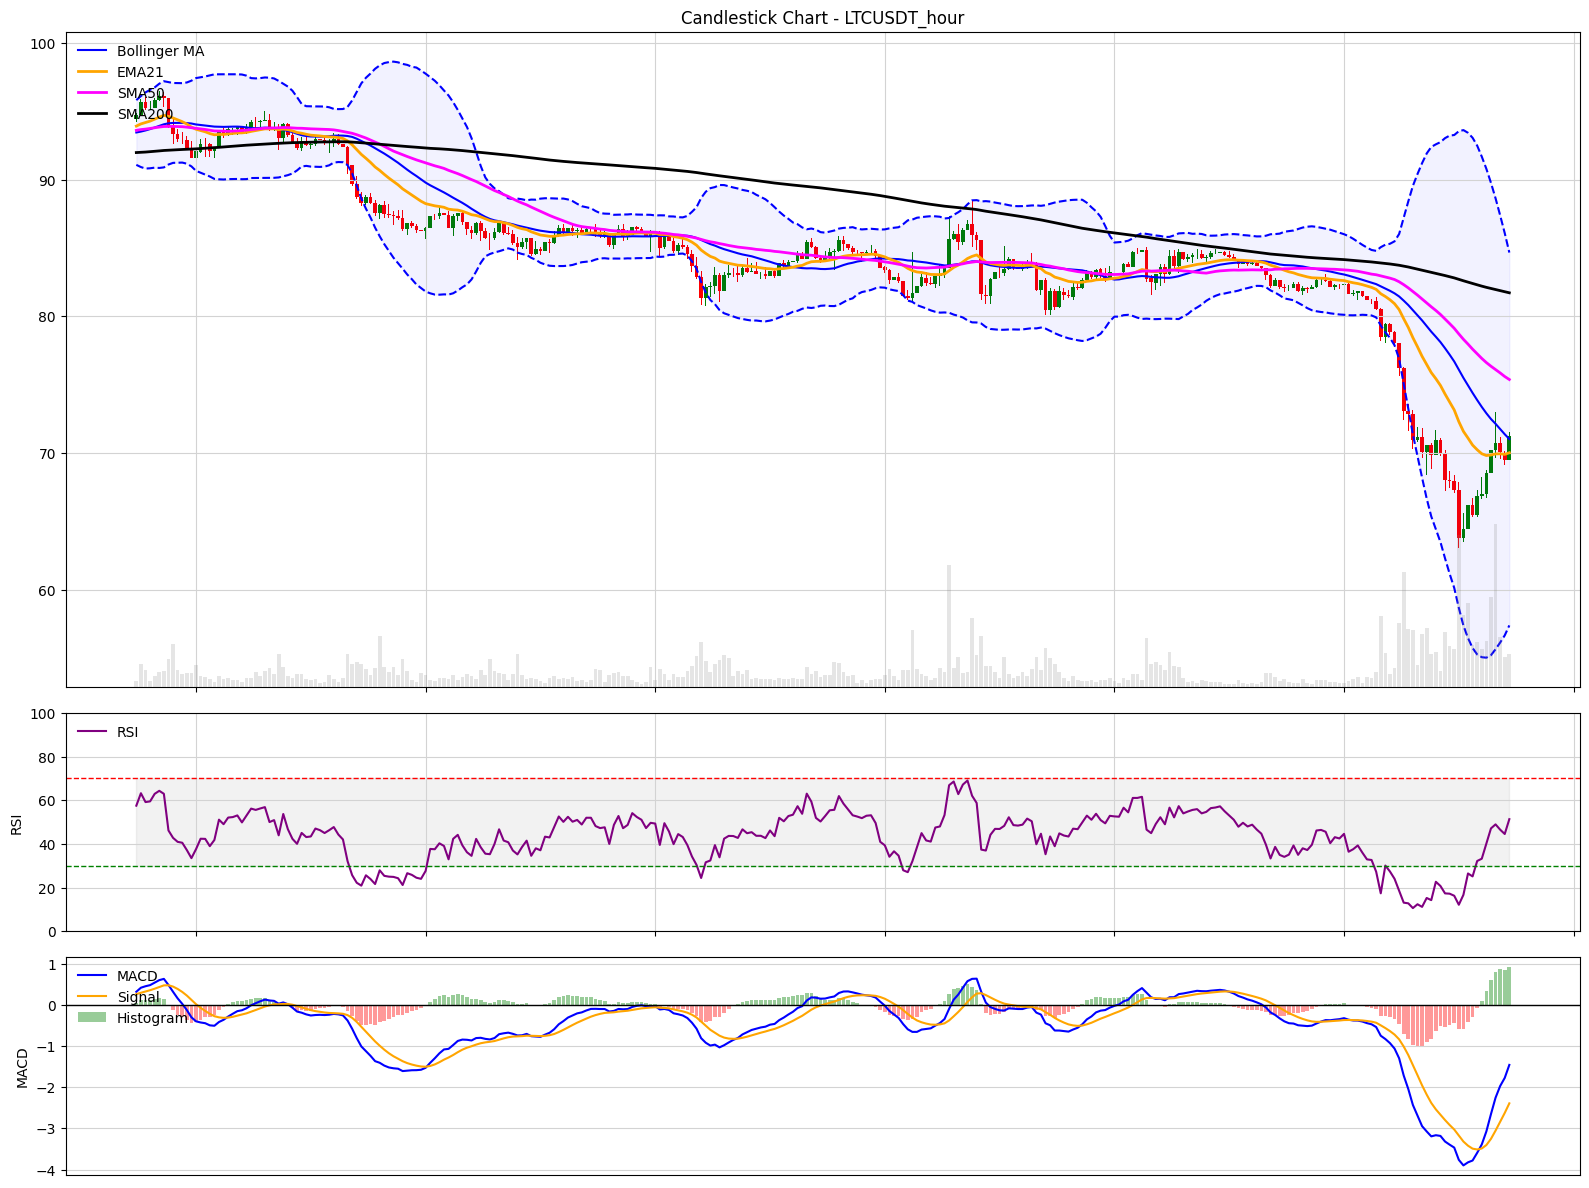 Candlestick Chart - LTCUSDT_hour
Bollinger MA
EMA21
SMA50
SMA200
100
90
80
70
60
RSI
100
80
60
40
20
0
RSI
MACD
Signal
Histogram
1
0
−1
−2
−3
−4
MACD